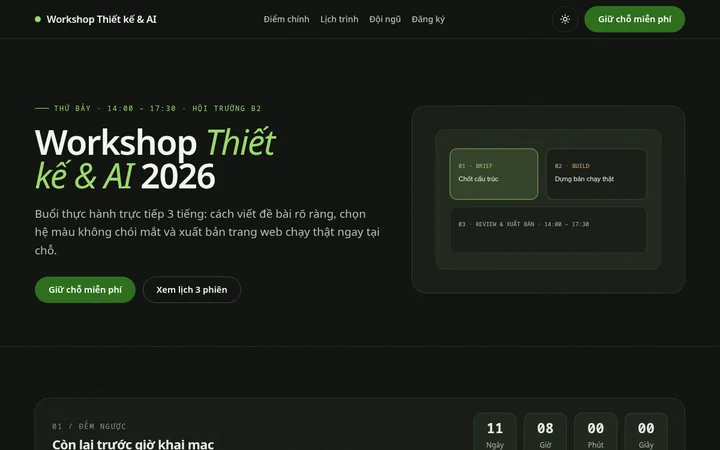 Workshop Thiết kế & AI
Điểm chính Lịch trình Đội ngũ Đăng ký
Giữ chỗ miễn phí
THỨ BẢY · 14:00 – 17:30 · HỘI TRƯỜNG B2
Workshop Thiết
kế & AI 2026
Buổi thực hành trực tiếp 3 tiếng: cách viết đề bài rõ ràng, chọn
hệ màu không chói mắt và xuất bản trang web chạy thật ngay tại
chỗ.
Giữ chỗ miễn phí
Xem lịch 3 phiên
01 · BRIEF
Chốt cấu trúc
02 · BUILD
Dựng bản chạy thật
03 · REVIEW & XUẤT BẢN · 14:00 – 17:30
01 / ĐẾM NGƯỢC
Còn lại trước giờ khai mạc
11 08 00 00
Ngày Giờ Phút Giây